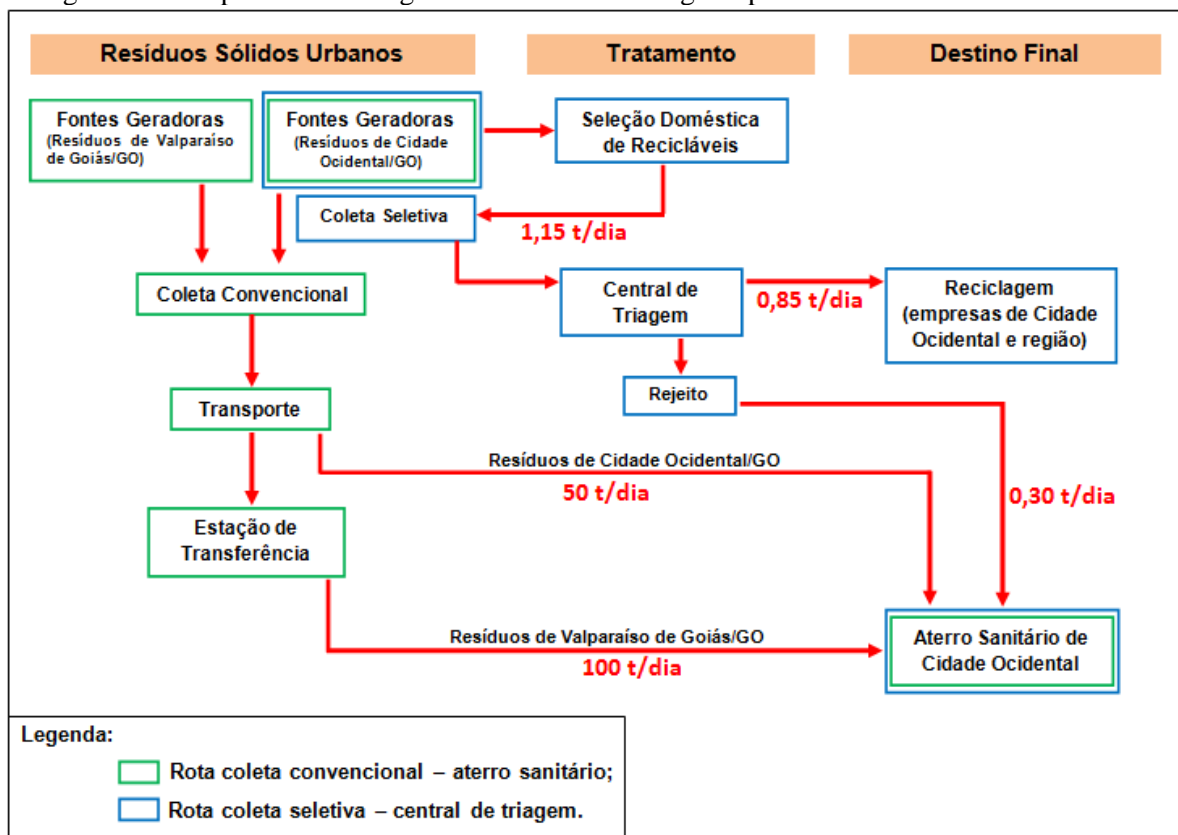 Resíduos Sólidos Urbanos
Tratamento
Destino Final
Fontes Geradoras
(Resíduos de Valparaíso
de Goiás/GO)
Fontes Geradoras
(Resíduos de Cidade
Ocidental/GO)
Seleção Doméstica
de Recicláveis
Coleta Seletiva
1,15 t/dia
Coleta Convencional
Central de
Triagem
0,85 t/dia
Reciclagem
(empresas de Cidade
Ocidental e região)
Rejeito
Transporte
Resíduos de Cidade Ocidental/GO
50 t/dia
0,30 t/dia
Estação de
Transferência
Resíduos de Valparaíso de Goiás/GO
100 t/dia
Aterro Sanitário de
Cidade Ocidental
Legenda:
Rota coleta convencional – aterro sanitário;
Rota coleta seletiva – central de triagem.